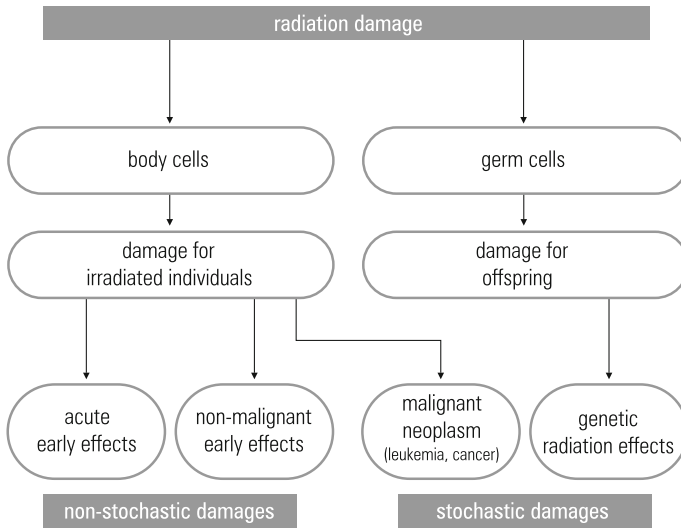 radiation damage
body cells
germ cells
damage for
irradiated individuals
damage for
offspring
acute
early effects
non-malignant
early effects
malignant
neoplasm
(leukemia, cancer)
genetic
radiation effects
non-stochastic damages
stochastic damages